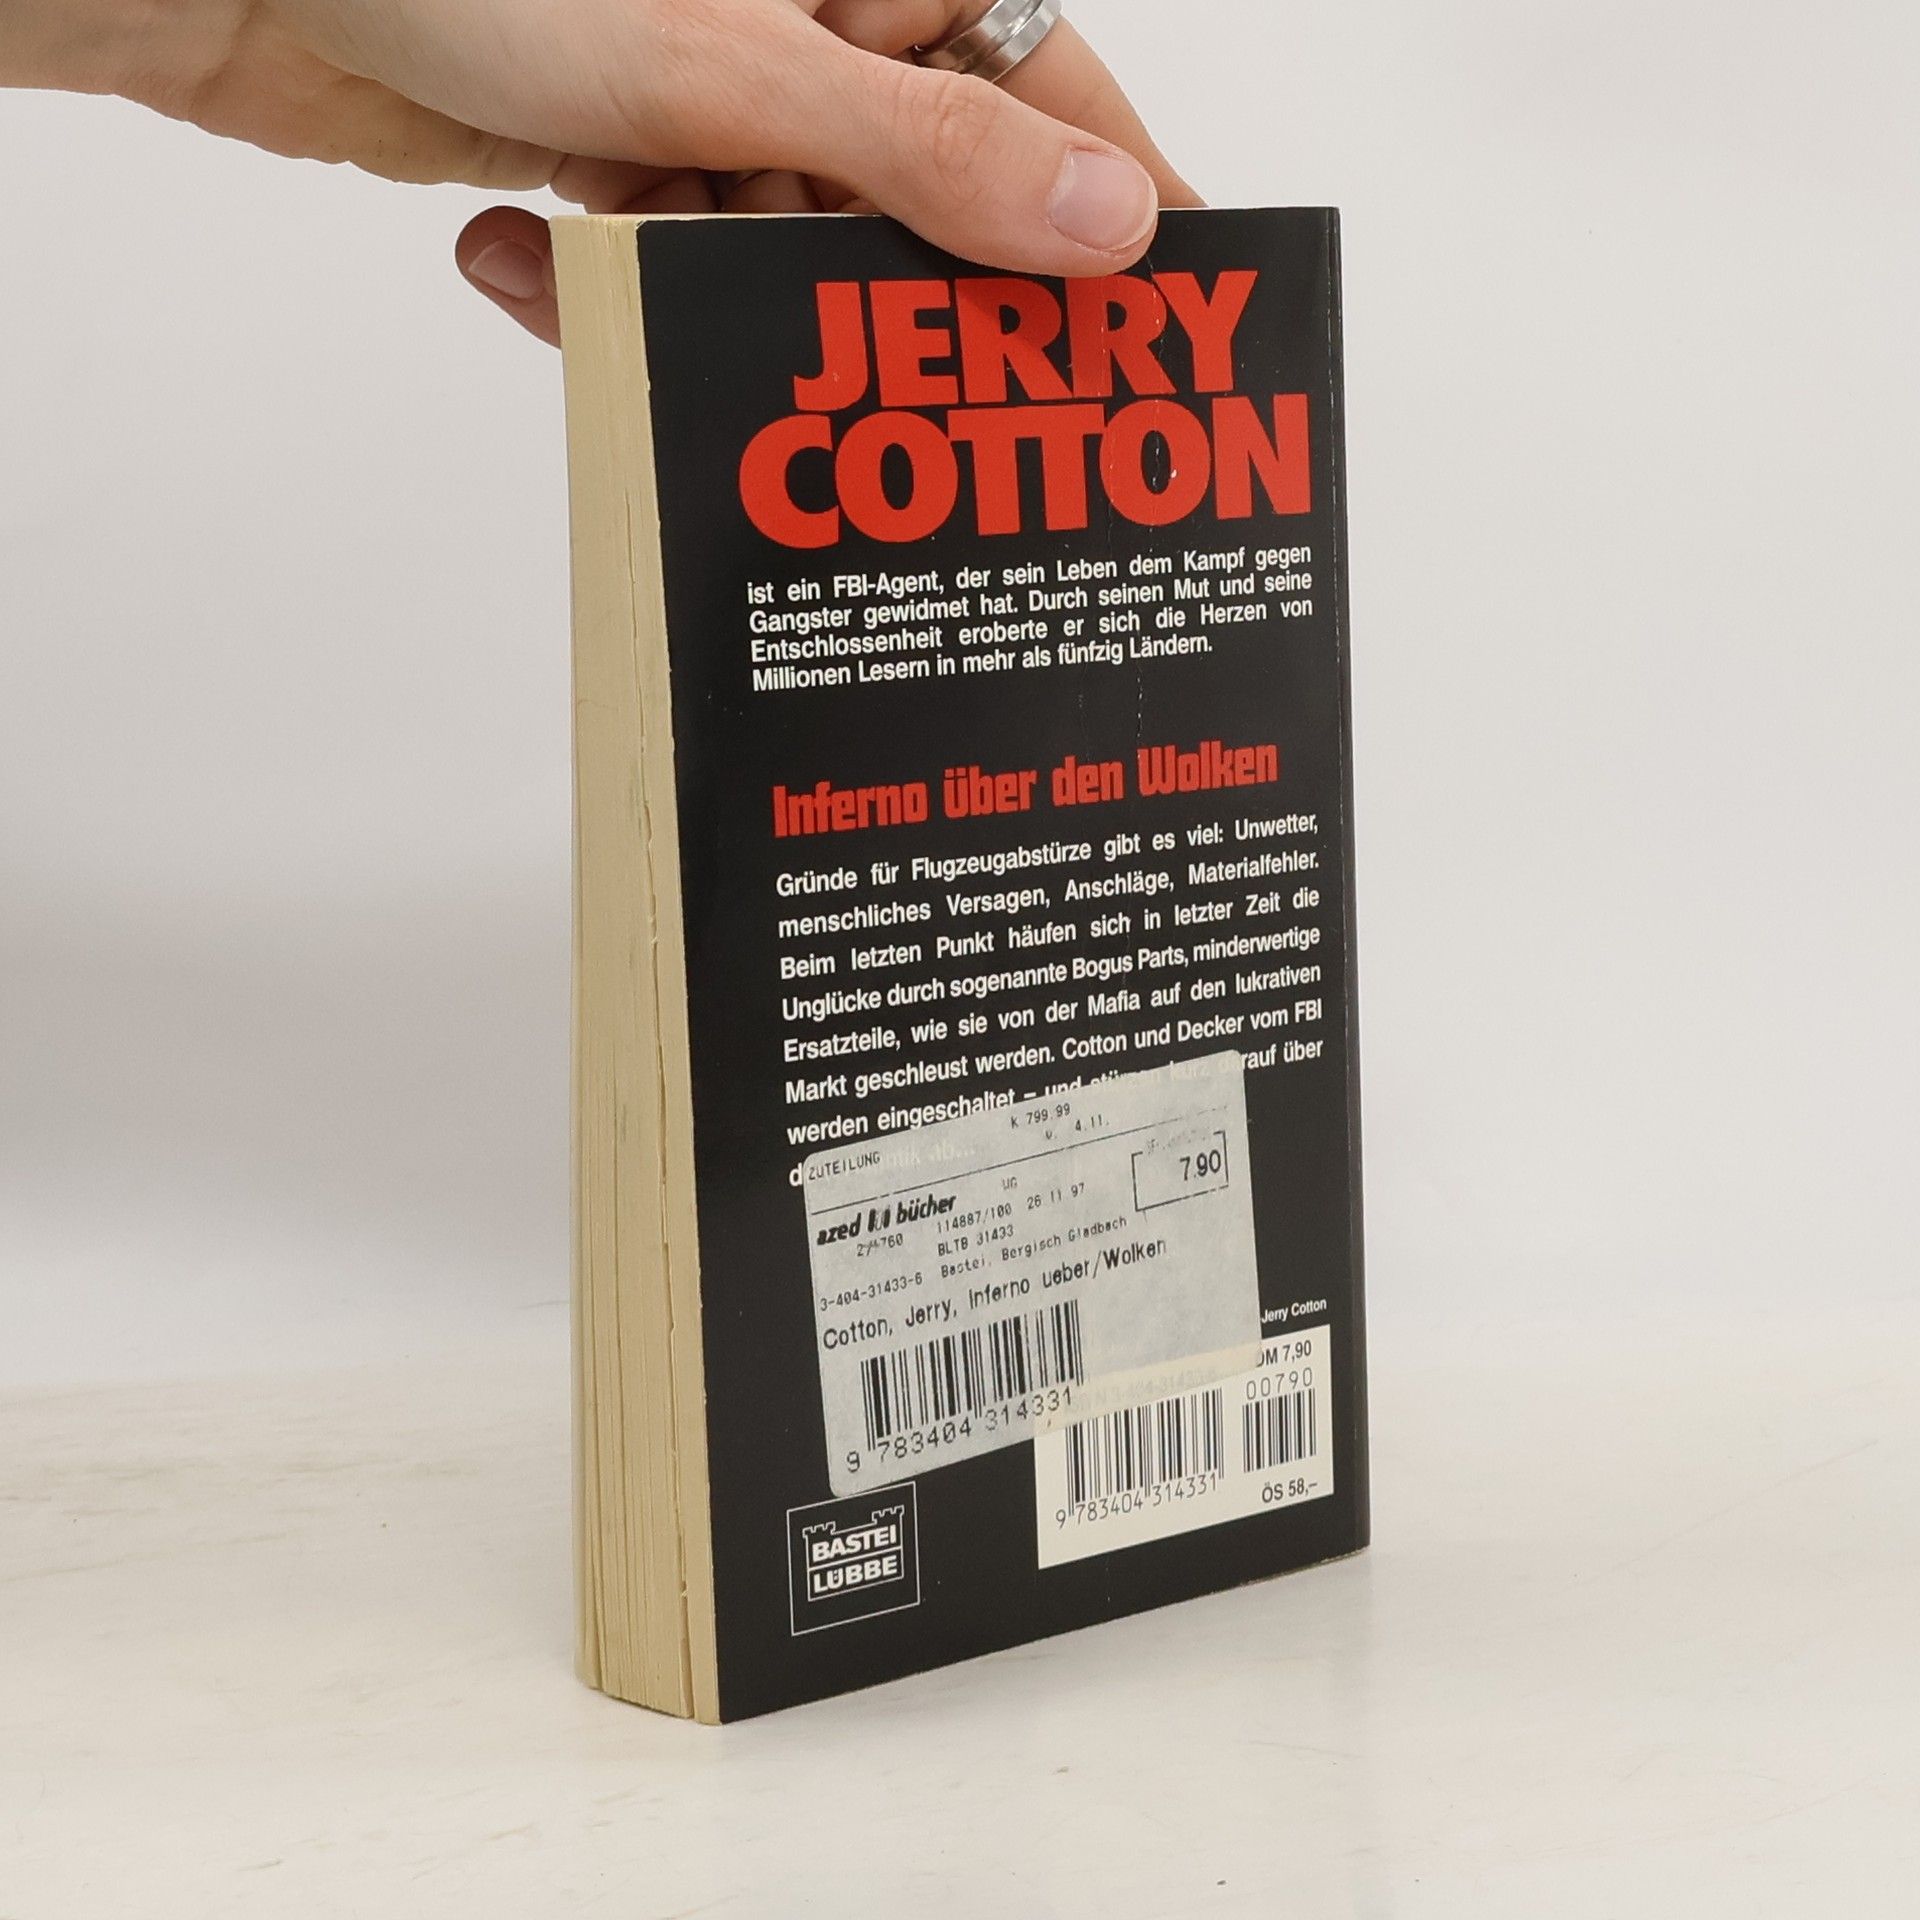 JERRY
COTTON
ist ein FBI-Agent, der sein Leben dem Kampf gegen
Gangster gewidmet hat. Durch seinen Mut und seine
Entschlossenheit eroberte er sich die Herzen von
Millionen Lesern in mehr als fünfzig Ländern.
Inferno über den Wolken
Gründe für Flugzeugabstürze gibt es viel: Unwetter,
menschliches Versagen, Anschläge, Materialfehler.
Beim letzten Punkt häufen sich in letzter Zeit die
Unglücke durch sogenannte Bogus Parts, minderwertige
Ersatzteile, wie sie von der Mafia auf den lukrativen
Markt geschleust werden. Cotton und Decker vom FBI
werden eingeschaltet – und stürzen kurz darauf über
K 799.99
v. 4.11.
ZUTEILUNG
7.90
azed bücher
UG
114887/100 26 11 97
BLTB 31433
3-404-31433-6 Bastei, Bergisch Gladbach
Cotton, Jerry, Inferno ueber/Wolken
9 783404 314331
Jerry Cotton
DM 7,90
00790
9 783404 314331
ÖS 58,–
BASTEI
LÜBBE